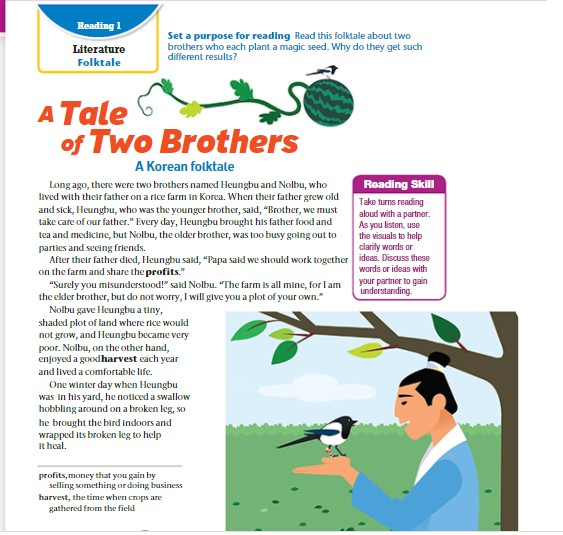 Reading 1
Literature
Folktale
Set a purpose for reading Read this folktale about two
brothers who each plant a magic seed. Why do they get such
different results?
A Tale
of Two Brothers
A Korean folktale
Long ago, there were two brothers named Heungbu and Nolbu, who
lived with their father on a rice farm in Korea. When their father grew old
and sick, Heungbu, who was the younger brother, said, “Brother, we must
take care of our father.” Every day, Heungbu brought his father food and
tea and medicine, but Nolbu, the older brother, was too busy going out to
parties and seeing friends.
After their father died, Heungbu said, “Papa said we should work together
on the farm and share the profits.”
“Surely you misunderstood!” said Nolbu. “The farm is all mine, for I am
the elder brother, but do not worry, I will give you a plot of your own.”
Nolbu gave Heungbu a tiny,
shaded plot of land where rice would
not grow, and Heungbu became very
poor. Nolbu, on the other hand,
enjoyed a good harvest each year
and lived a comfortable life.
One winter day when Heungbu
was in his yard, he noticed a swallow
hobbling around on a broken leg, so
he brought the bird indoors and
wrapped its broken leg to help
it heal.
Reading Skill
Take turns reading
aloud with a partner.
As you listen, use
the visuals to help
clarify words or
ideas. Discuss these
words or ideas with
your partner to gain
understanding.
profits, money that you gain by
selling something or doing business
harvest, the time when crops are
gathered from the field